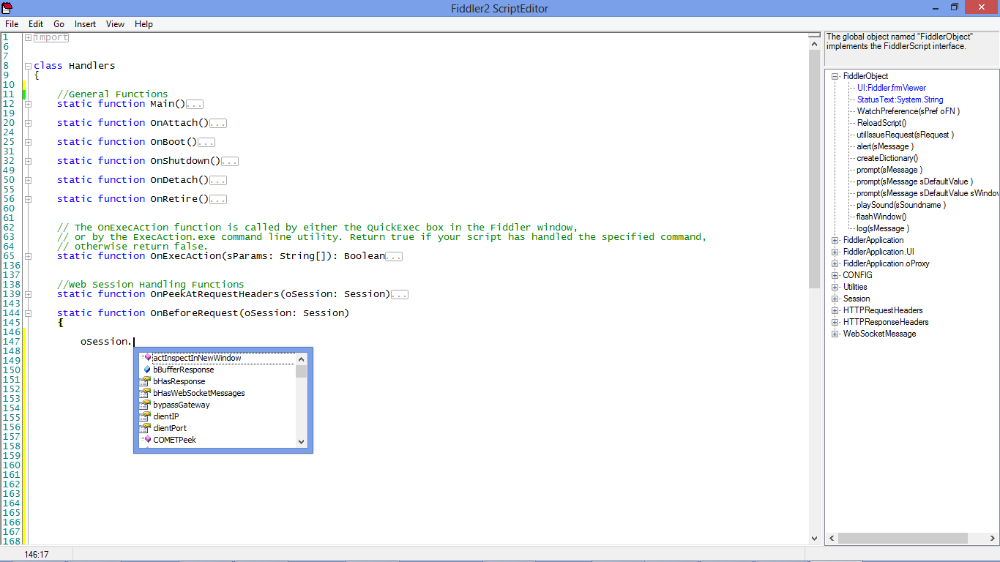 Fiddler2 ScriptEditor
File Edit Go Insert View Help
1 import
6
7
8 class Handlers
9 {
10
11 //General Functions
12 static function Main()...
19
20 static function OnAttach()...
24
25 static function OnBoot()...
31
32 static function OnShutdown()...
49
50 static function OnDetach()...
55
56 static function OnRetire()...
60
61
62 // The OnExecAction function is called by either the QuickExec box in the Fiddler window,
63 // or by the ExecAction.exe command line utility. Return true if your script has handled the specified command,
64 // otherwise return false.
65 static function OnExecAction(sParams: String[]): Boolean...
136
137
138 //Web Session Handling Functions
139 static function OnPeekAtRequestHeaders(oSession: Session)...
143
144 static function OnBeforeRequest(oSession: Session)
145 {
146
147 oSession.
148
149
150
151
152
153
154
155
156
157
158
159
160
161
162
163
164
165
166
167
168
actInspectInNewWindow
bBufferResponse
bHasResponse
bHasWebSocketMessages
bypassGateway
clientIP
clientPort
COMETPeek
The global object named "FiddlerObject"
implements the FiddlerScript interface.
FiddlerObject
UI:Fiddler.frmViewer
StatusText:System.String
WatchPreference(sPref oFN )
ReloadScript()
utilIssueRequest(sRequest )
alert(sMessage )
createDictionary()
prompt(sMessage )
prompt(sMessage sDefaultValue )
prompt(sMessage sDefaultValue sWindow
playSound(sSoundname )
flashWindow()
log(sMessage )
FiddlerApplication
FiddlerApplication.UI
FiddlerApplication.oProxy
CONFIG
Utilities
Session
HTTPRequestHeaders
HTTPResponseHeaders
WebSocketMessage
146:17